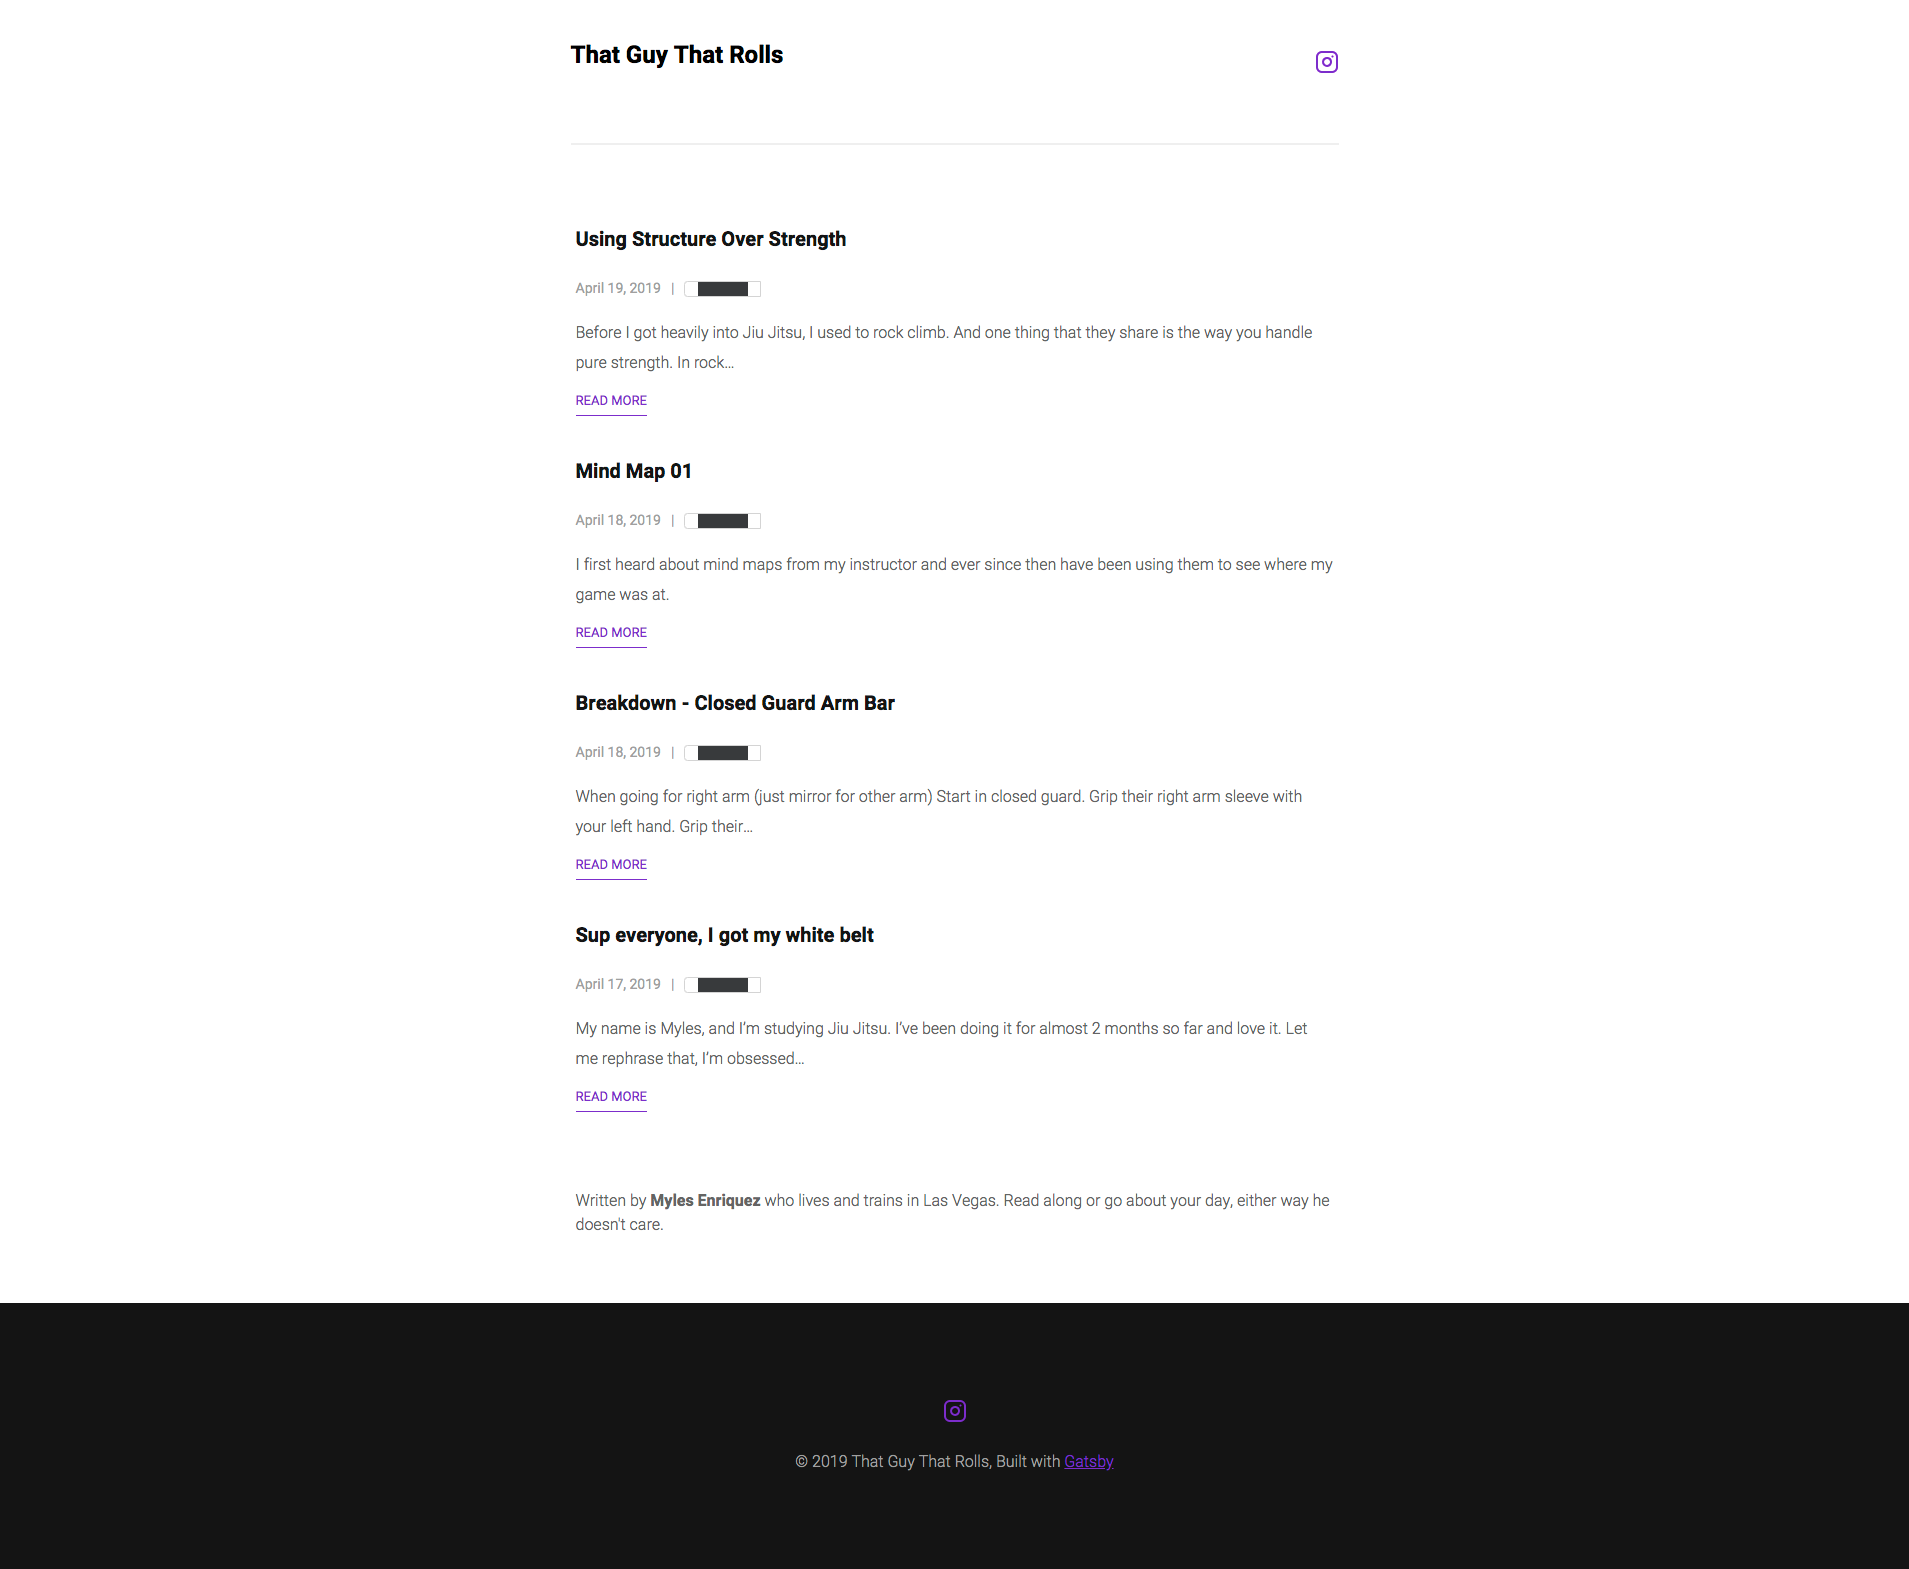 That Guy That Rolls
Using Structure Over Strength
April 19, 2019 |
Before I got heavily into Jiu Jitsu, I used to rock climb. And one thing that they share is the way you handle
pure strength. In rock…
READ MORE
Mind Map 01
April 18, 2019 |
I first heard about mind maps from my instructor and ever since then have been using them to see where my
game was at.
READ MORE
Breakdown - Closed Guard Arm Bar
April 18, 2019 |
When going for right arm (just mirror for other arm) Start in closed guard. Grip their right arm sleeve with
your left hand. Grip their…
READ MORE
Sup everyone, I got my white belt
April 17, 2019 |
My name is Myles, and I’m studying Jiu Jitsu. I’ve been doing it for almost 2 months so far and love it. Let
me rephrase that, I’m obsessed…
READ MORE
Written by Myles Enriquez who lives and trains in Las Vegas. Read along or go about your day, either way he
doesn't care.
© 2019 That Guy That Rolls, Built with Gatsby